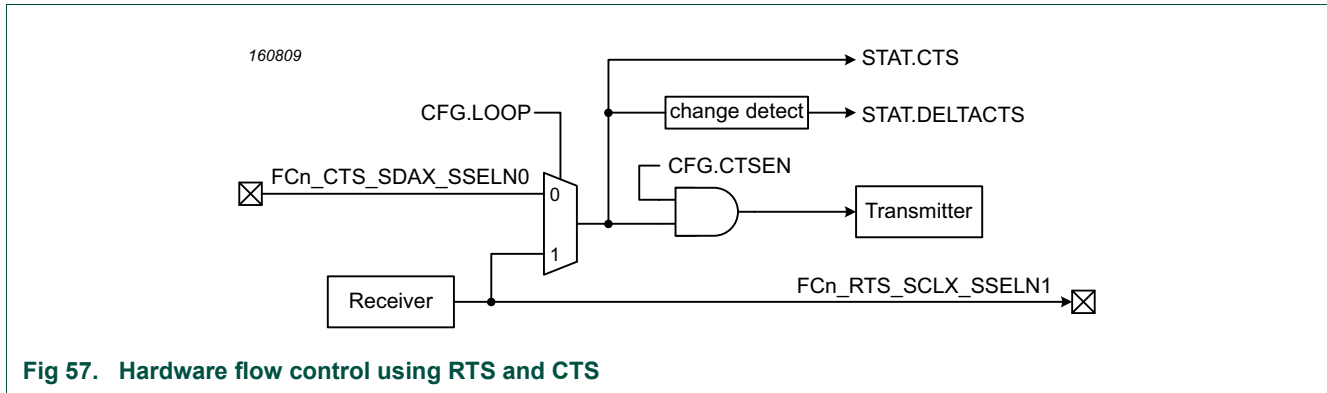 160809
STAT.CTS
CFG.LOOP
change detect
STAT.DELTACTS
CFG.CTSEN
FCn_CTS_SDAX_SSELN0
0
Transmitter
1
FCn_RTS_SCLX_SSELN1
Receiver
Fig 57. Hardware flow control using RTS and CTS